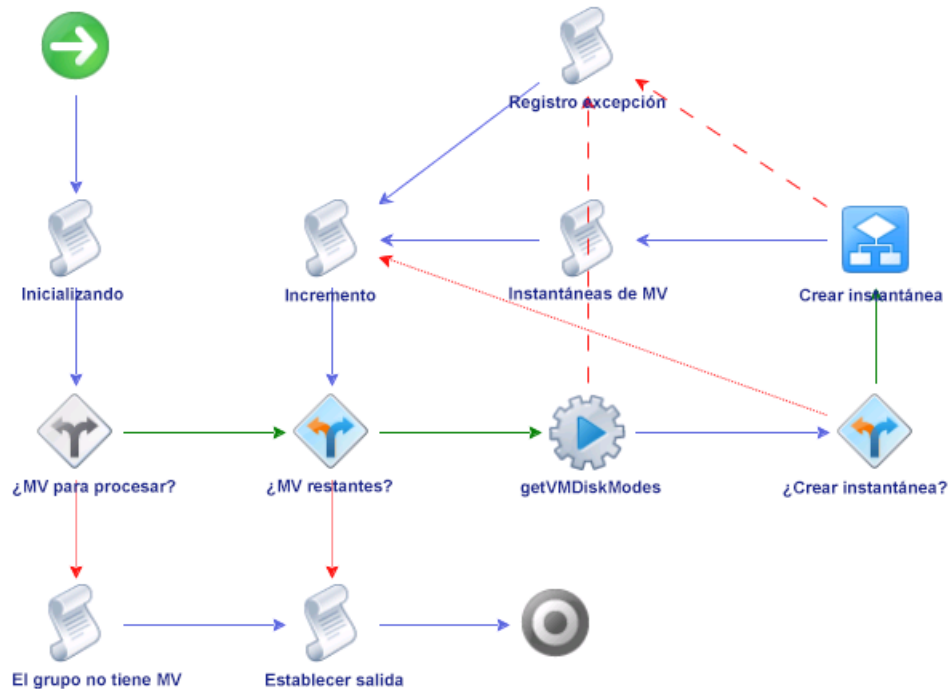 Registro excepción
Inicializando
Incremento
Instantáneas de MV
Crear instantánea
¿MV para procesar?
¿MV restantes?
getVMDiskModes
¿Crear instantánea?
El grupo no tiene MV
Establecer salida